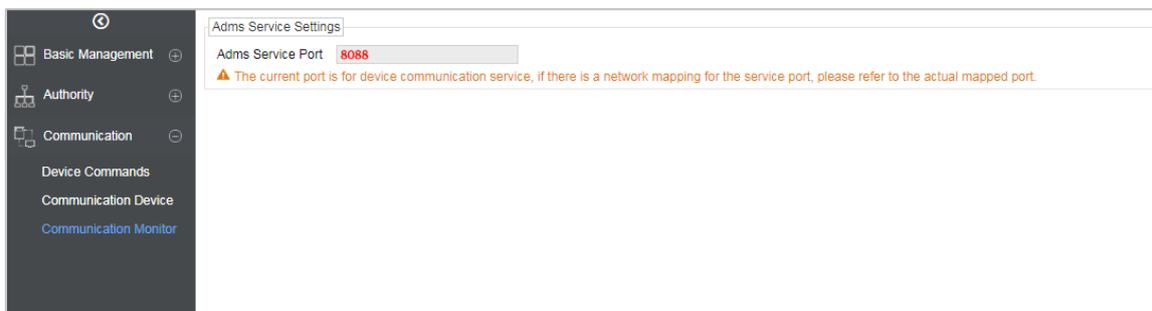 Basic Management
Authority
Communication
Device Commands
Communication Device
Communication Monitor
Adms Service Settings
Adms Service Port 8088
The current port is for device communication service, if there is a network mapping for the service port, please refer to the actual mapped port.